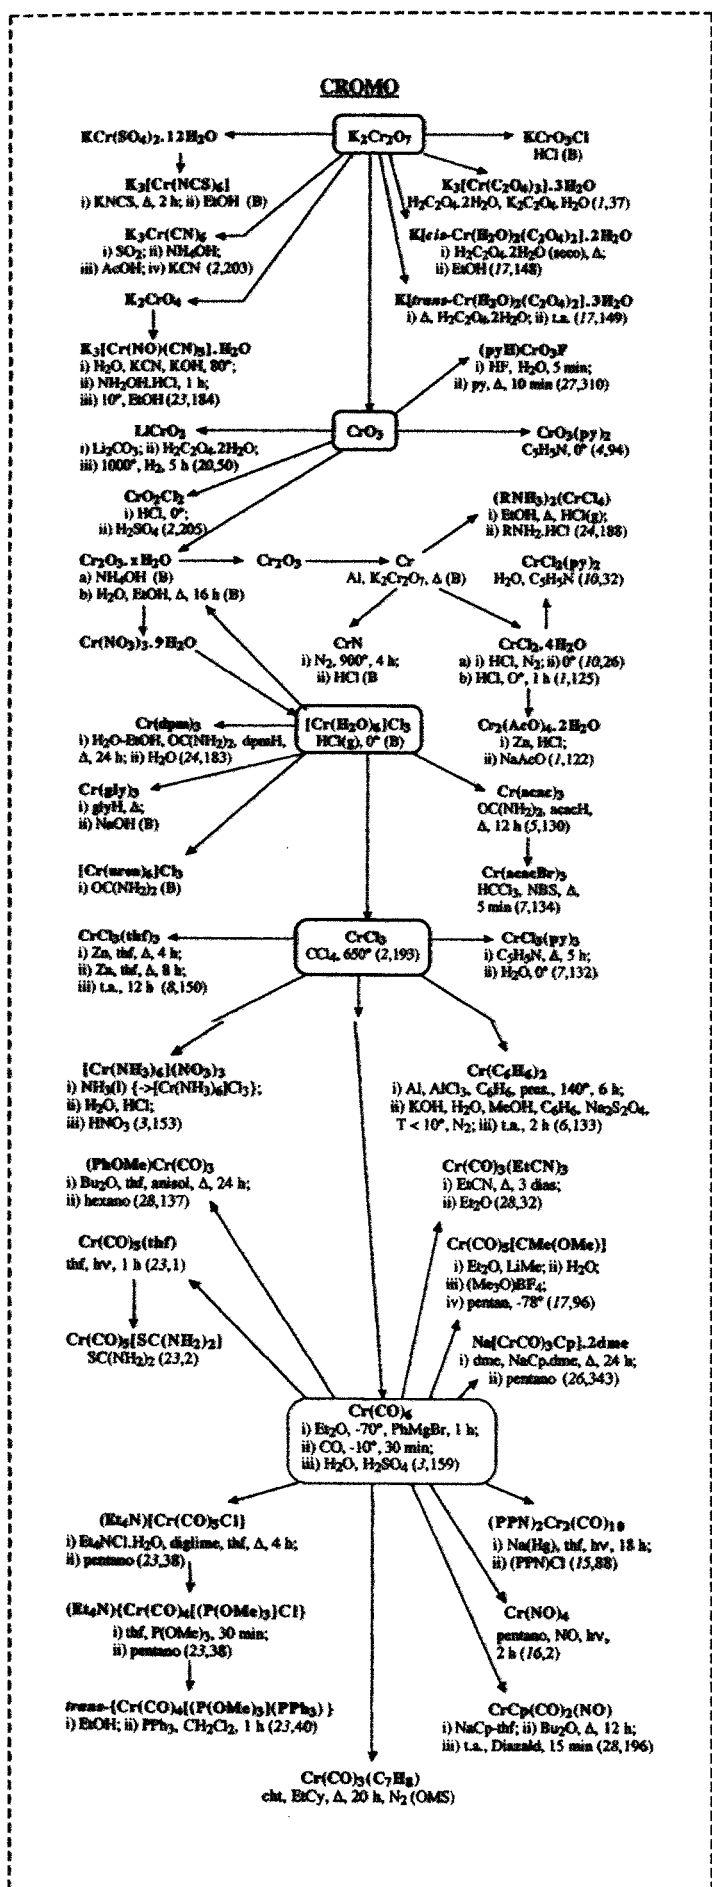 CROMO
KCr(SO₄)₂.12H₂O
K₂Cr₂O₇
KCrO₃Cl
HCl (B)
K₃[Cr(NCS)₆]
i) KNCS, Δ, 2 h; ii) EtOH (B)
K₃[Cr(C₂O₄)₃].3H₂O
H₂C₂O₄.2H₂O, K₂C₂O₄.H₂O (1,37)
K₃Cr(CN)₆
i) SO₂; ii) NH₄OH;
iii) AcOH; iv) KCN (2,203)
K[cis-Cr(H₂O)₂(C₂O₄)₂].2H₂O
i) H₂C₂O₄.2H₂O (seco), Δ;
ii) EtOH (17,148)
K₂CrO₄
K[trans-Cr(H₂O)₂(C₂O₄)₂].3H₂O
i) Δ, H₂C₂O₄.2H₂O; ii) t.a. (17,149)
K₃[Cr(NO)(CN)₅].H₂O
i) H₂O, KCN, KOH, 80°;
ii) NH₂OH.HCl, 1 h;
iii) 10°, EtOH (23,184)
(pyH)CrO₃F
i) HF, H₂O, 5 min;
ii) py, Δ, 10 min (27,310)
LiCrO₂
i) Li₂CO₃; ii) H₂C₂O₄.2H₂O;
iii) 1000°, H₂, 5 h (20,50)
CrO₃
CrO₃(py)₂
C₅H₅N, 0° (4,94)
CrO₂Cl₂
i) HCl, 0°;
ii) H₂SO₄ (2,205)
(RNH₃)₂(CrCl₄)
i) EtOH, Δ, HCl(g);
ii) RNH₂.HCl (24,188)
Cr₂O₃.xH₂O
a) NH₄OH (B)
b) H₂O, EtOH, Δ, 16 h (B)
Cr₂O₃
Cr
Al, K₂Cr₂O₇, Δ (B)
CrCl₂(py)₂
H₂O, C₅H₅N (10,32)
Cr(NO₃)₃.9H₂O
CrN
i) N₂, 900°, 4 h;
ii) HCl (B
CrCl₂.4H₂O
a) i) HCl, N₂; ii) 0° (10,26)
b) HCl, O°, 1 h (1,125)
Cr(dpm)₃
i) H₂O-EtOH, OC(NH₂)₂, dpmH,
Δ, 24 h; ii) H₂O (24,183)
[Cr(H₂O)₆]Cl₃
HCl(g), 0° (B)
Cr₂(AcO)₄.2H₂O
i) Zn, HCl;
ii) NaAcO (1,122)
Cr(gly)₃
i) glyH, Δ;
ii) NaOH (B)
Cr(acac)₃
OC(NH₂)₂, acacH,
Δ, 12 h (5,130)
[Cr(urea)₆]Cl₃
i) OC(NH₂)₂ (B)
Cr(acacBr)₃
HCCl₃, NBS, Δ,
5 min (7,134)
CrCl₃(thf)₃
i) Zn, thf, Δ, 4 h;
ii) Zn, thf, Δ, 8 h;
iii) t.a., 12 h (8,150)
CrCl₃
CCl₄, 650° (2,193)
CrCl₃(py)₃
i) C₅H₅N, Δ, 5 h;
ii) H₂O, 0° (7,132)
[Cr(NH₃)₆](NO₃)₃
i) NH₃(l) {->[Cr(NH₃)₆]Cl₃};
ii) H₂O, HCl;
iii) HNO₃ (3,153)
Cr(C₆H₆)₂
i) Al, AlCl₃, C₆H₆, pres., 140°, 6 h;
ii) KOH, H₂O, MeOH, C₆H₆, Na₂S₂O₄,
T < 10°, N₂; iii) t.a., 2 h (6,133)
(PhOMe)Cr(CO)₃
i) Bu₂O, thf, anisol, Δ, 24 h;
ii) hexano (28,137)
Cr(CO)₃(EtCN)₃
i) EtCN, Δ, 3 dias;
ii) Et₂O (28,32)
Cr(CO)₅(thf)
thf, hν, 1 h (23,1)
Cr(CO)₅[CMe(OMe)]
i) Et₂O, LiMe; ii) H₂O;
iii) (Me₃O)BF₄;
iv) pentan, -78° (17,96)
Cr(CO)₅[SC(NH₂)₂]
SC(NH₂)₂ (23,2)
Na[CrCO)₃Cp].2dme
i) dme, NaCp.dme, Δ, 24 h;
ii) pentano (26,343)
Cr(CO)₆
i) Et₂O, -70°, PhMgBr, 1 h;
ii) CO, -10°, 30 min;
iii) H₂O, H₂SO₄ (3,159)
(Et₄N)[Cr(CO)₅Cl]
i) Et₄NCl.H₂O, diglime, thf, Δ, 4 h;
ii) pentano (23,38)
(PPN)₂Cr₂(CO)₁₀
i) Na(Hg), thf, hν, 18 h;
ii) (PPN)Cl (15,88)
(Et₄N){Cr(CO)₄[(P(OMe)₃]Cl}
i) thf, P(OMe)₃, 30 min;
ii) pentano (23,38)
Cr(NO)₄
pentano, NO, hν,
2 h (16,2)
trans-{Cr(CO)₄[(P(OMe)₃](PPh₃)}
i) EtOH; ii) PPh₃, CH₂Cl₂, 1 h (23,40)
CrCp(CO)₂(NO)
i) NaCp-thf; ii) Bu₂O, Δ, 12 h;
iii) t.a., Diazald, 15 min (28,196)
Cr(CO)₃(C₇H₈)
cht, EtCy, Δ, 20 h, N₂ (OMS)